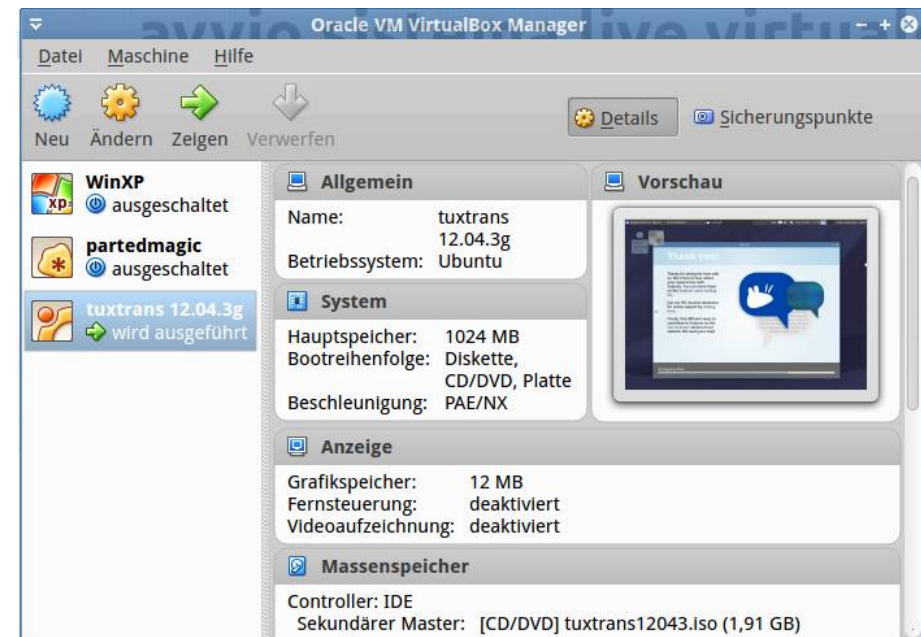 Oracle VM VirtualBox Manager
Datei Maschine Hilfe
Neu Ändern Zeigen Verwerfen
Details Sicherungspunkte
WinXP
ausgeschaltet
partedmagic
ausgeschaltet
tuxtrans 12.04.3g
wird ausgeführt
Allgemein
Name: tuxtrans
12.04.3g
Betriebssystem: Ubuntu
System
Hauptspeicher: 1024 MB
Bootreihenfolge: Diskette,
CD/DVD, Platte
Beschleunigung: PAE/NX
Vorschau
Thank you
Anzeige
Grafikspeicher: 12 MB
Fernsteuerung: deaktiviert
Videoaufzeichnung: deaktiviert
Massenspeicher
Controller: IDE
Sekundärer Master: [CD/DVD] tuxtrans12043.iso (1,91 GB)